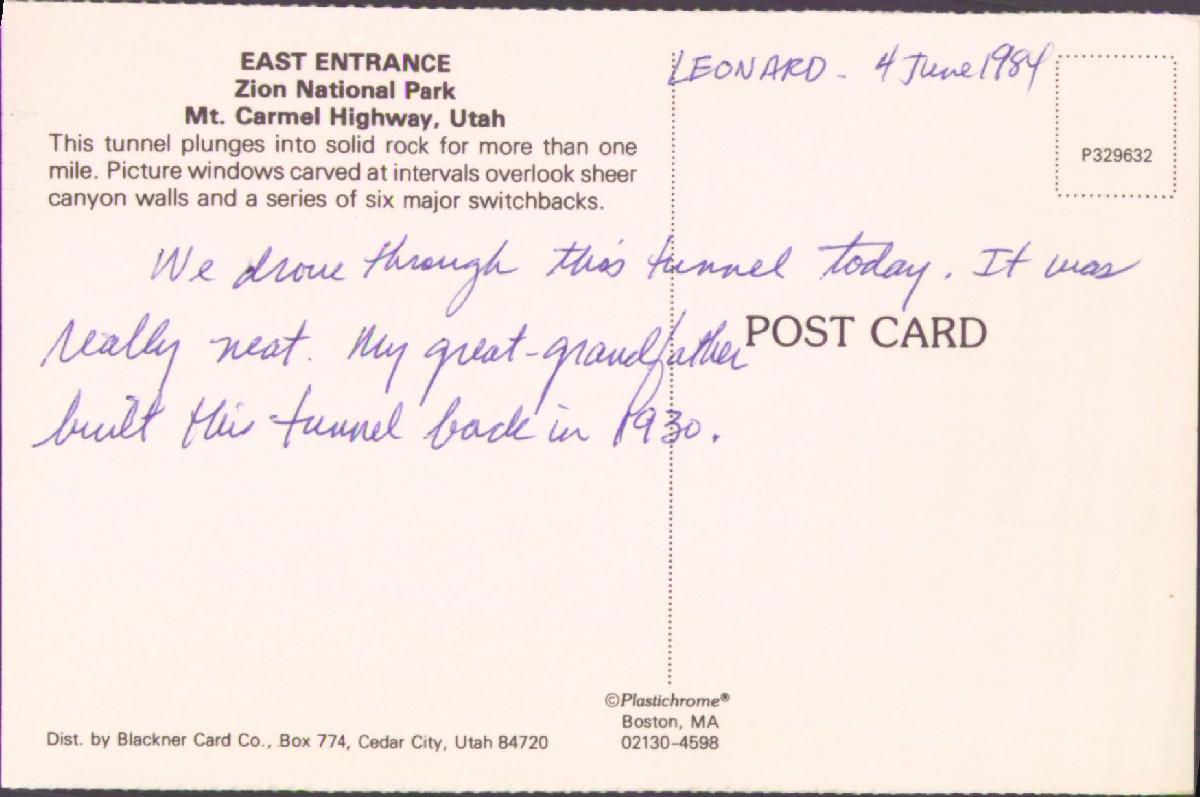 EAST ENTRANCE
Zion National Park
Mt. Carmel Highway, Utah
This tunnel plunges into solid rock for more than one
mile. Picture windows carved at intervals overlook sheer
canyon walls and a series of six major switchbacks.
LEONARD - 4 June 1984
P329632
We drove through this tunnel today. It was
really neat. My great-grandfather
built this tunnel back in 1930.
POST CARD
©Plastichrome®
Boston, MA
02130-4598
Dist. by Blackner Card Co., Box 774, Cedar City, Utah 84720